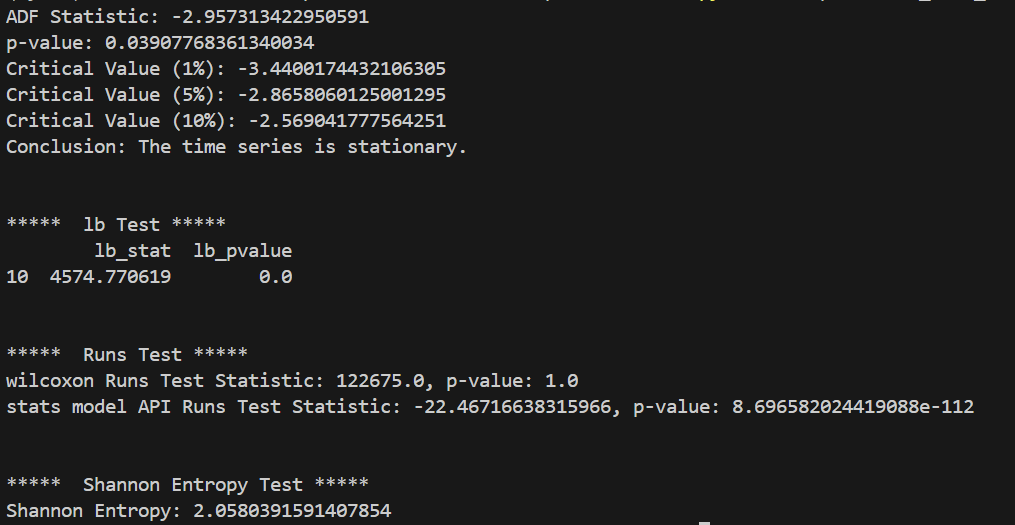 ADF Statistic: -2.957313422950591
p-value: 0.03907768361340034
Critical Value (1%): -3.4400174432106305
Critical Value (5%): -2.8658060125001295
Critical Value (10%): -2.569041777564251
Conclusion: The time series is stationary.
***** lb Test *****
lb_stat lb_pvalue
10 4574.770619 0.0
***** Runs Test *****
wilcoxon Runs Test Statistic: 122675.0, p-value: 1.0
stats model API Runs Test Statistic: -22.46716638315966, p-value: 8.696582024419088e-112
***** Shannon Entropy Test *****
Shannon Entropy: 2.0580391591407854